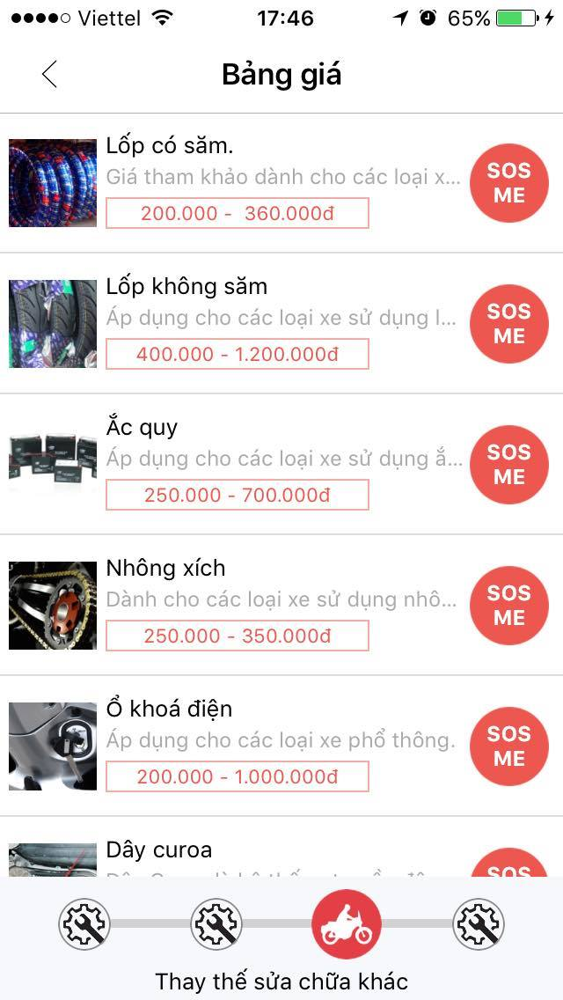 Viettel 17:46 65%
Bảng giá
Lốp có săm.
Giá tham khảo dành cho các loại x...
200.000 - 360.000đ
SOS
ME
Lốp không săm
Áp dụng cho các loại xe sử dụng l...
400.000 - 1.200.000đ
SOS
ME
Ắc quy
Áp dụng cho các loại xe sử dụng ắ...
250.000 - 700.000đ
SOS
ME
Nhông xích
Dành cho các loại xe sử dụng nhô...
250.000 - 350.000đ
SOS
ME
Ổ khoá điện
Áp dụng cho các loại xe phổ thông.
200.000 - 1.000.000đ
SOS
ME
Dây curoa
SOS
Thay thế sửa chữa khác